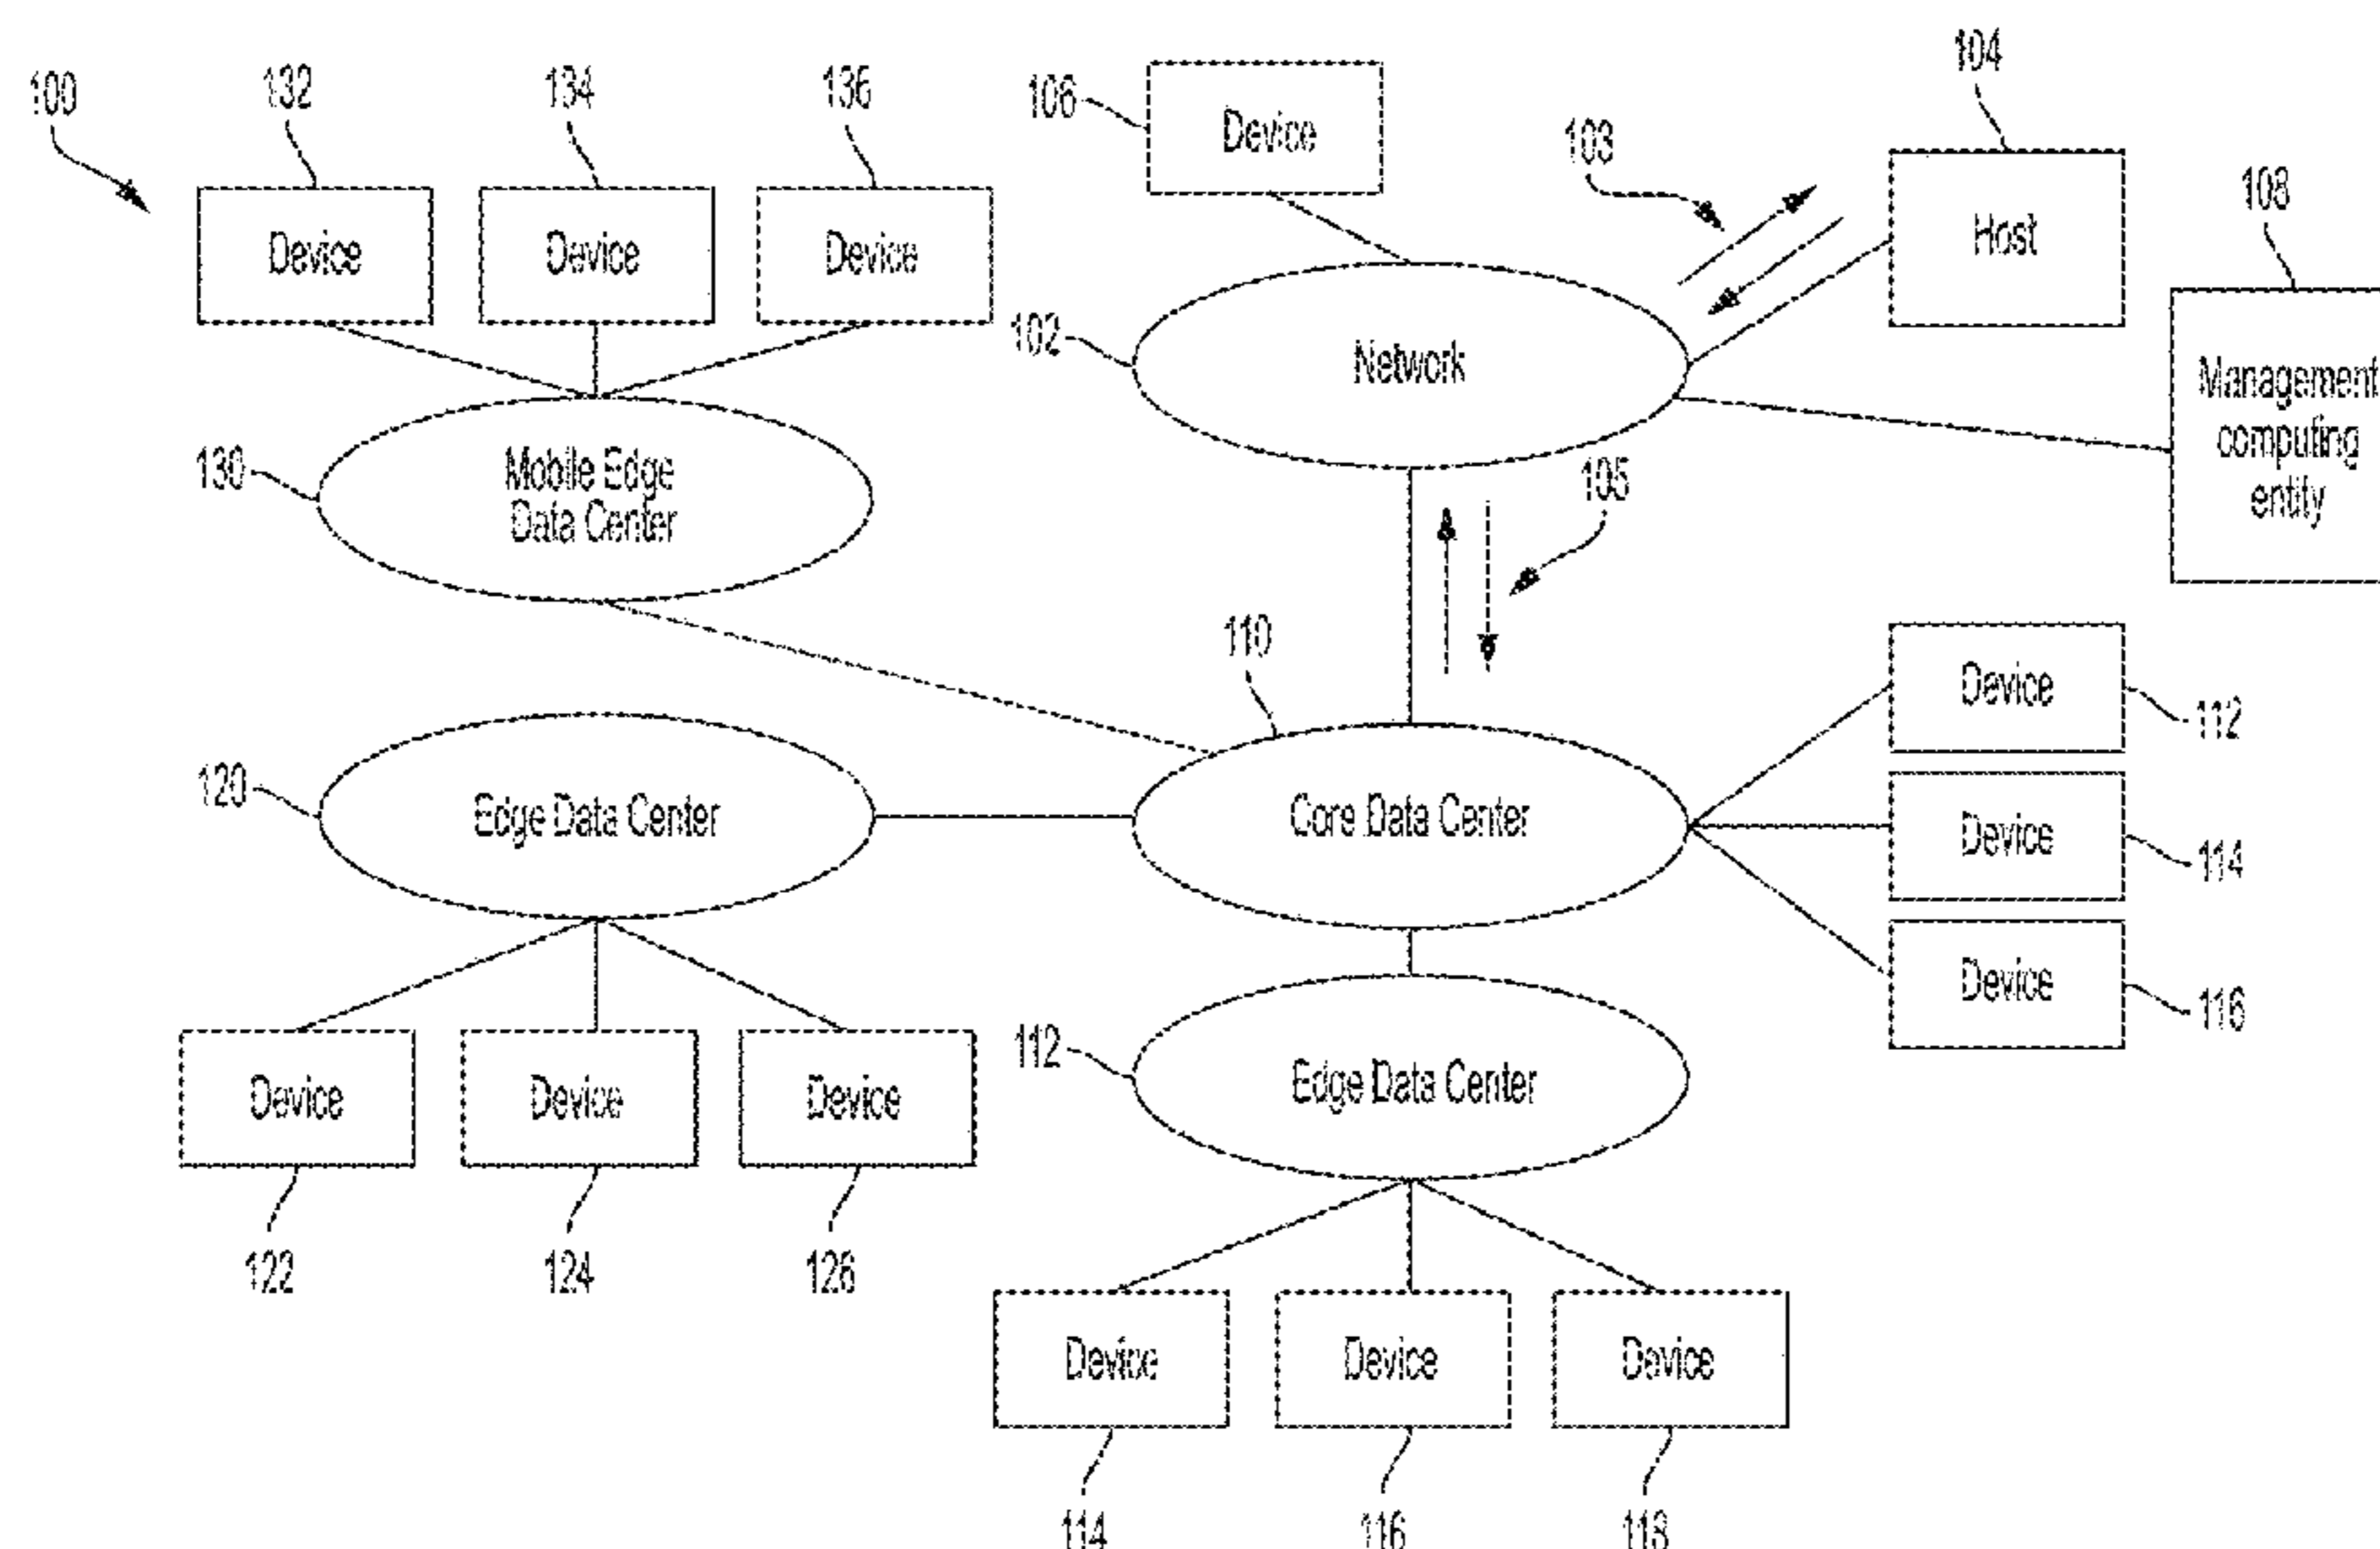 100
132
134
136
106
Device
103
104
Host
108
Device
Device
Device
102
Network
Management
computing
entity
130
Mobile Edge
Data Center
105
110
Device
112
120
Edge Data Center
Core Data Center
Device
114
Device
116
112
Edge Data Center
Device
Device
Device
122
124
126
Device
Device
Device
114
116
118